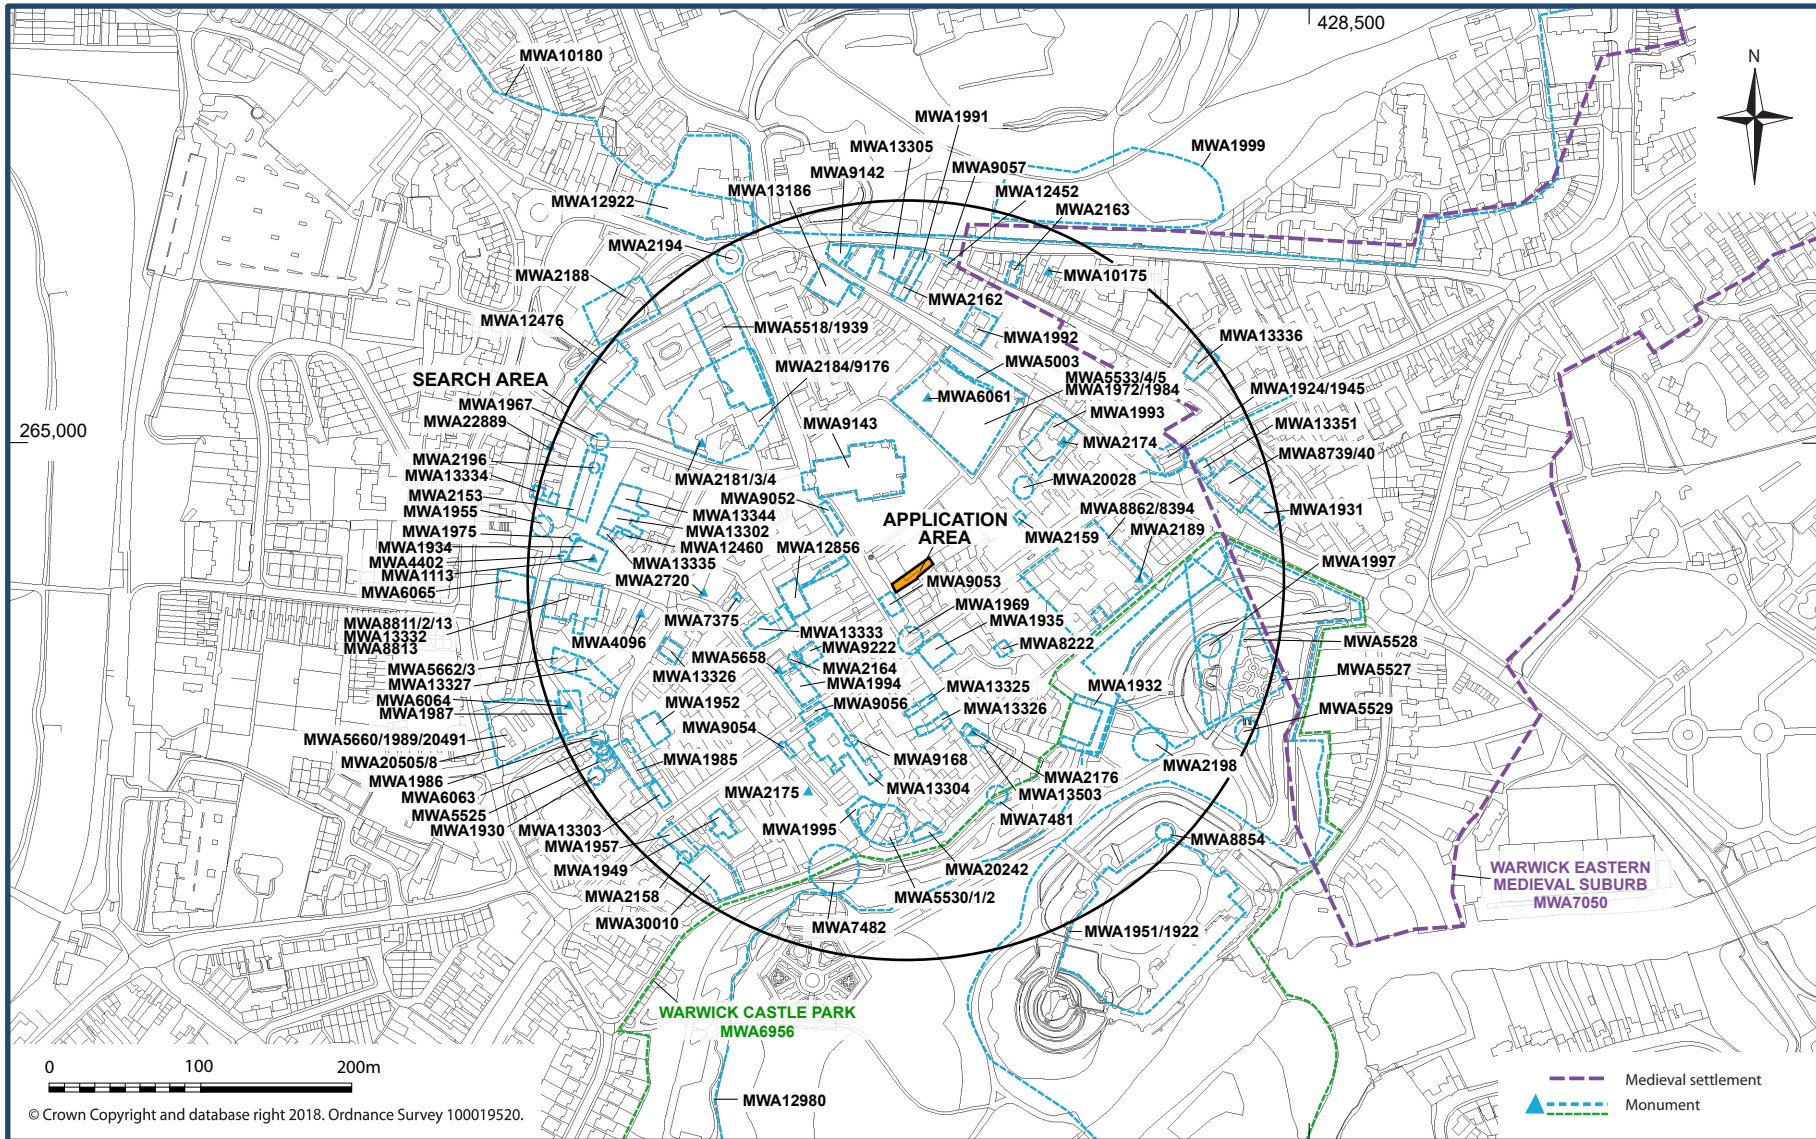 428,500
MWA10180
N
MWA1991
MWA13305
MWA1999
MWA9142
MWA9057
MWA13186
MWA12452
MWA12922
MWA2163
MWA2194
MWA2188
MWA10175
MWA2162
MWA12476
MWA5518/1939
MWA1992
MWA13336
MWA5003
MWA2184/9176
SEARCH AREA
MWA5533/4/5
MWA1972/1984
MWA1924/1945
MWA1967
MWA6061
MWA22889
MWA1993
MWA13351
265,000
MWA9143
MWA2174
MWA8739/40
MWA2196
MWA13334
MWA2181/3/4
MWA20028
MWA2153
MWA9052
MWA1955
MWA13344
APPLICATION
AREA
MWA8862/8394
MWA1931
MWA1975
MWA13302
MWA2189
MWA1934
MWA12460
MWA12856
MWA2159
MWA4402
MWA13335
MWA1997
MWA1113
MWA2720
MWA9053
MWA6065
MWA1969
MWA8811/2/13
MWA7375
MWA1935
MWA13332
MWA4096
MWA13333
MWA8813
MWA9222
MWA8222
MWA5528
MWA5662/3
MWA5658
MWA2164
MWA5527
MWA13327
MWA13326
MWA1994
MWA13325
MWA1932
MWA6064
MWA1952
MWA9056
MWA13326
MWA5529
MWA1987
MWA9054
MWA5660/1989/20491
MWA20505/8
MWA1985
MWA9168
MWA2198
MWA1986
MWA2176
MWA6063
MWA13304
MWA13503
MWA5525
MWA2175
MWA7481
MWA1930
MWA13303
MWA1995
MWA8854
MWA1957
MWA1949
MWA20242
WARWICK EASTERN
MEDIEVAL SUBURB
MWA7050
MWA2158
MWA5530/1/2
MWA30010
MWA7482
MWA1951/1922
WARWICK CASTLE PARK
MWA6956
0 100 200m
Medieval settlement
MWA12980
Monument
© Crown Copyright and database right 2018. Ordnance Survey 100019520.